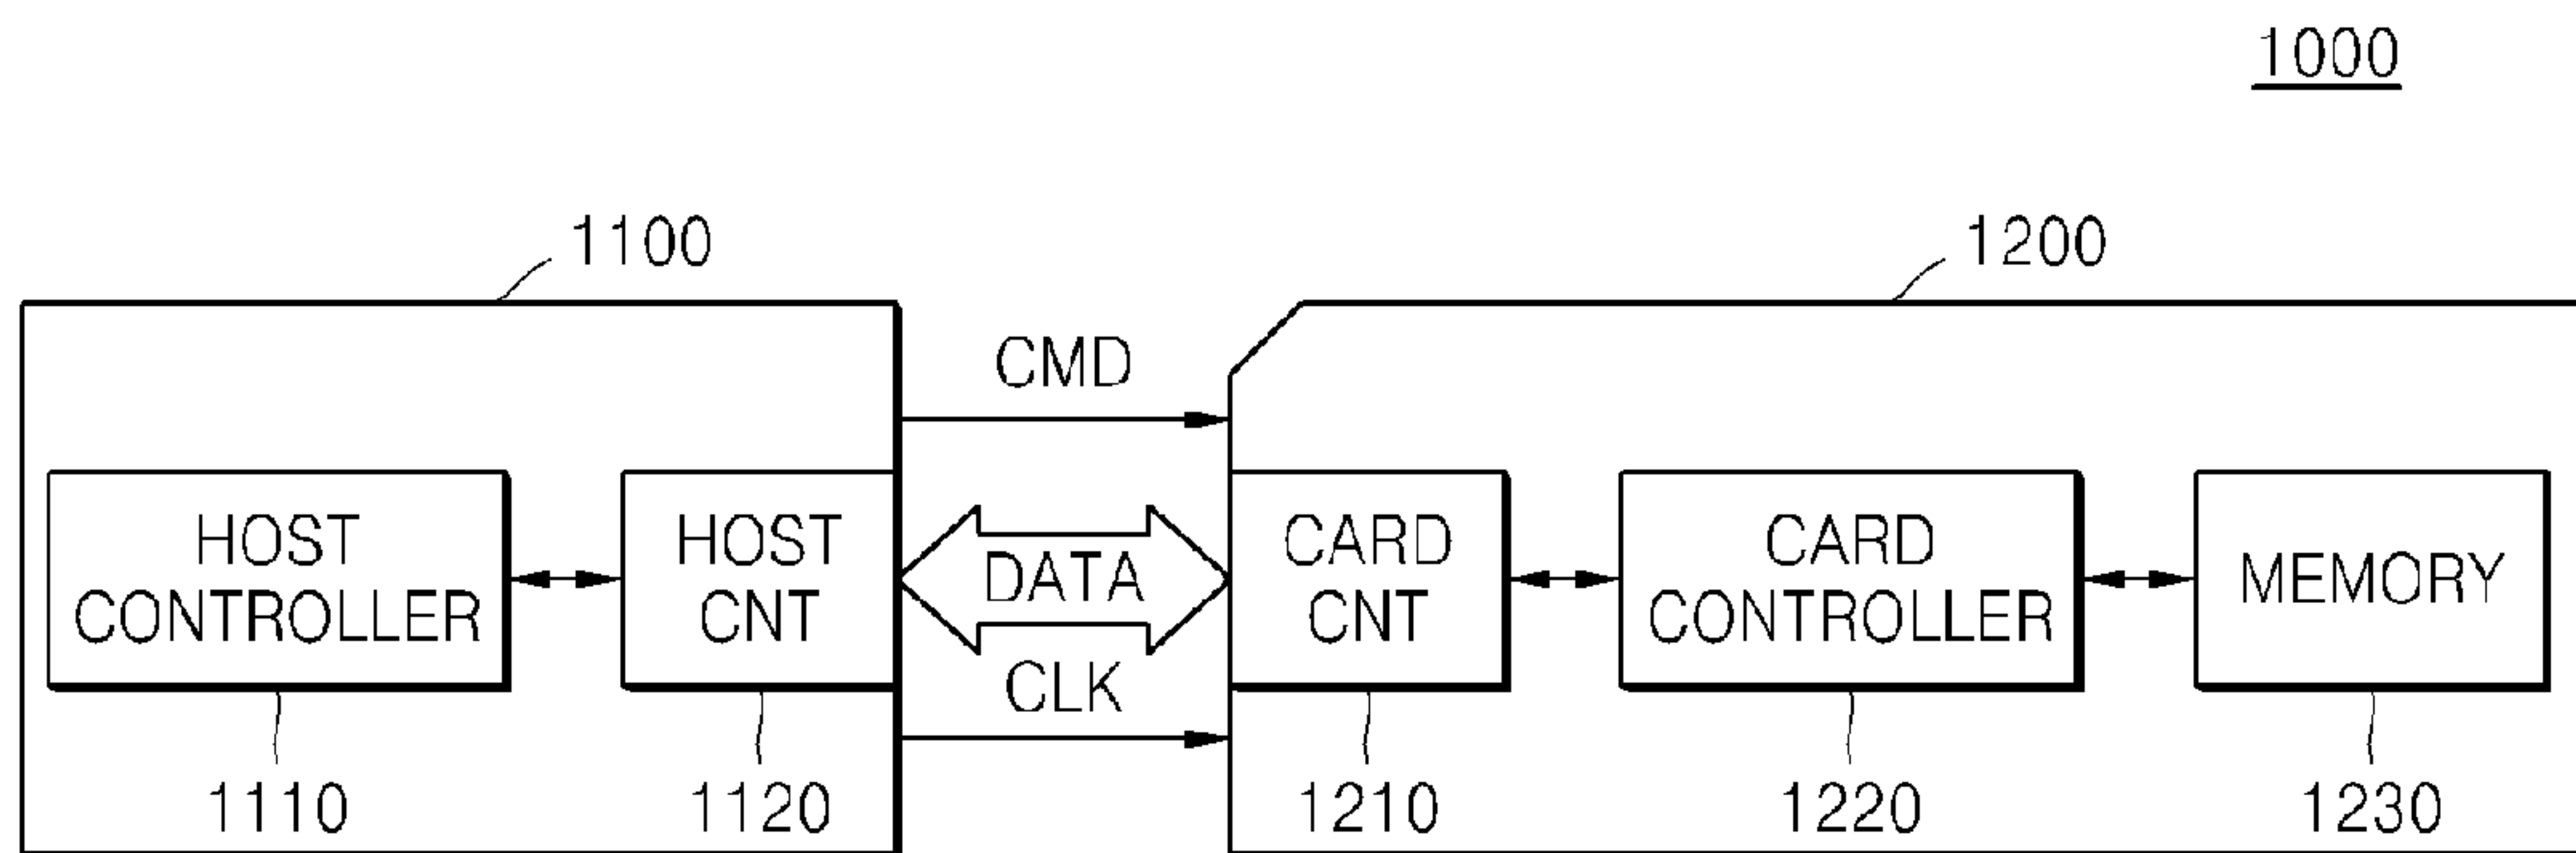 1000
1100
1200
CMD
HOST
CONTROLLER
HOST
CNT
DATA
CARD
CNT
CARD
CONTROLLER
MEMORY
CLK
1110
1120
1210
1220
1230